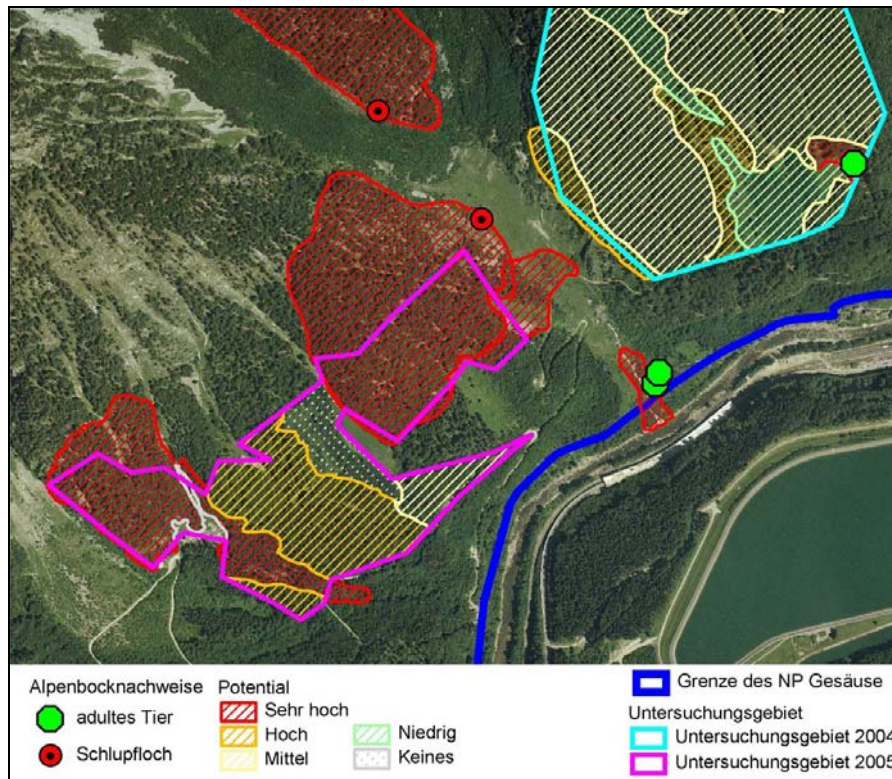 Alpenbocknachweise
adultes Tier
Schlupfloch
Potential
Sehr hoch
Hoch
Mittel
Niedrig
Keines
Grenze des NP Gesäuse
Untersuchungsgebiet
Untersuchungsgebiet 2004
Untersuchungsgebiet 2005